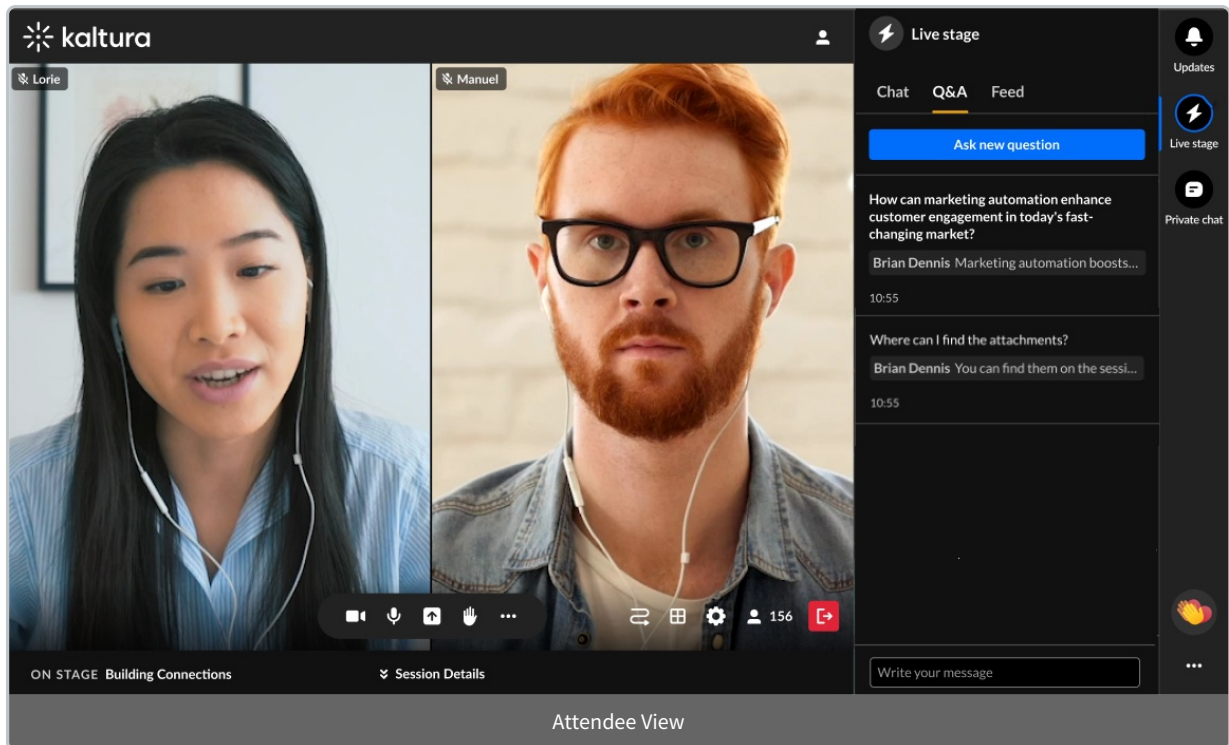 kaltura
Lorie
Manuel
156
ON STAGE Building Connections
Session Details
Live stage
Chat Q&A Feed
Ask new question
How can marketing automation enhance
customer engagement in today's fast-
changing market?
Brian Dennis Marketing automation boosts...
10:55
Where can I find the attachments?
Brian Dennis You can find them on the sessi...
10:55
Write your message
Updates
Live stage
Private chat
Attendee View